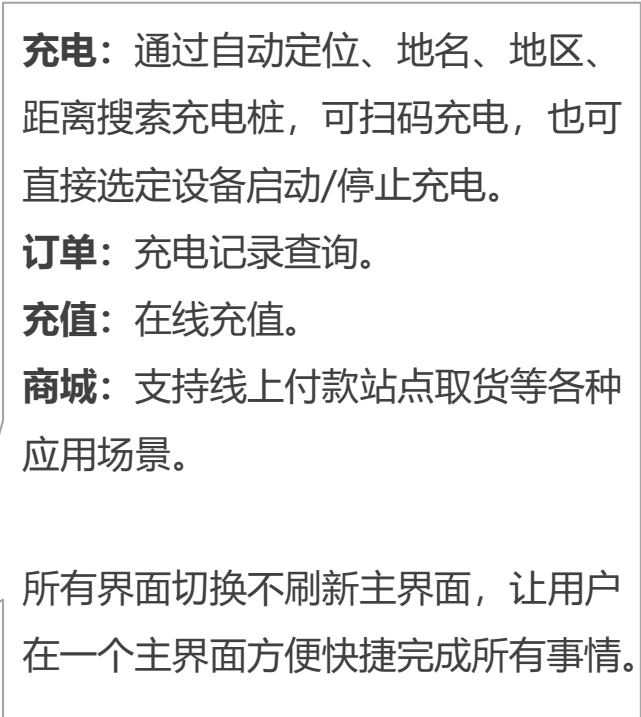 充电：通过自动定位、地名、地区、
距离搜索充电桩，可扫码充电，也可
直接选定设备启动/停止充电。
订单：充电记录查询。
充值：在线充值。
商城：支持线上付款站点取货等各种
应用场景。
所有界面切换不刷新主界面，让用户
在一个主界面方便快捷完成所有事情。